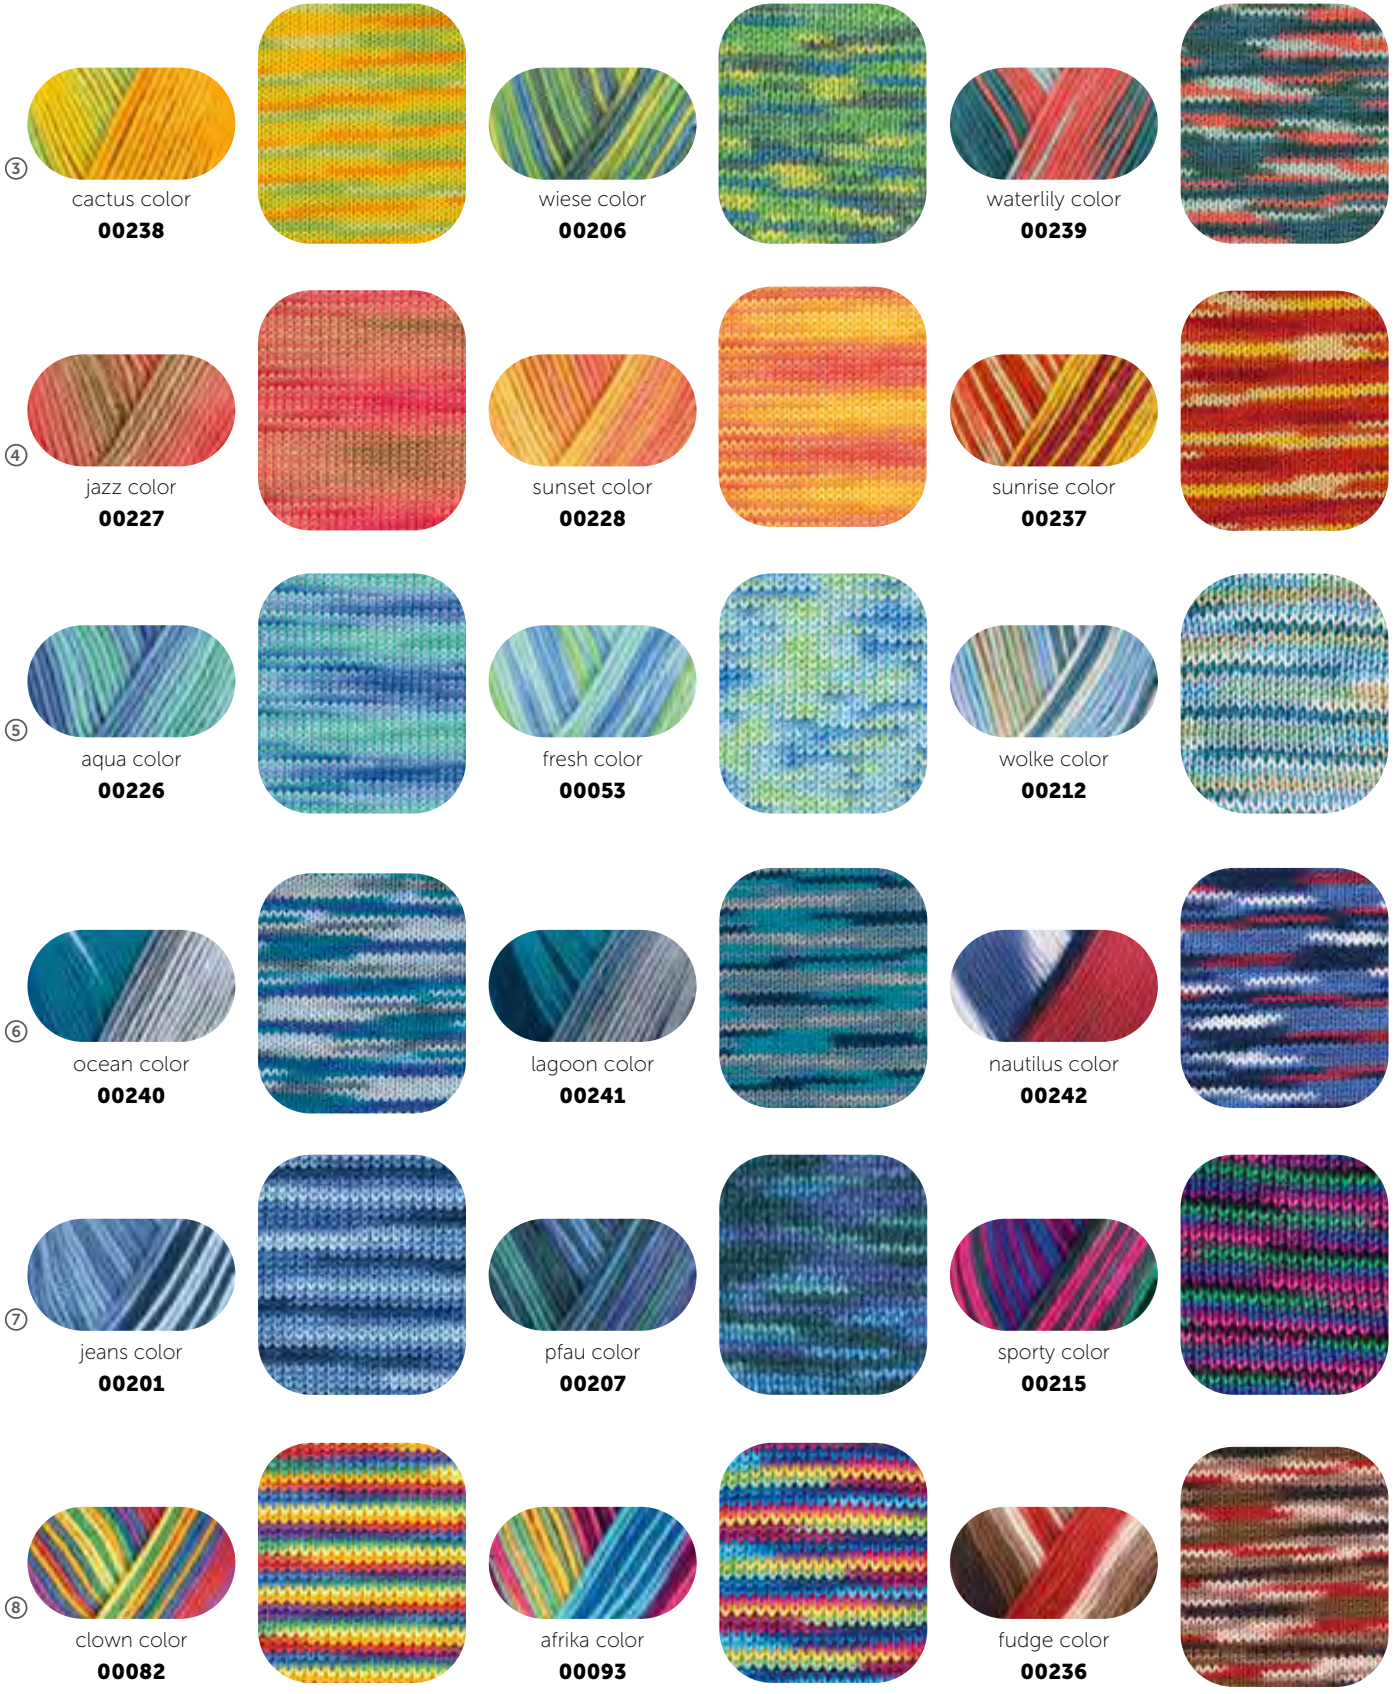 ③
cactus color
00238
wiese color
00206
waterlily color
00239
④
jazz color
00227
sunset color
00228
sunrise color
00237
⑤
aqua color
00226
fresh color
00053
wolke color
00212
⑥
ocean color
00240
lagoon color
00241
nautilus color
00242
⑦
jeans color
00201
pfau color
00207
sporty color
00215
⑧
clown color
00082
afrika color
00093
fudge color
00236